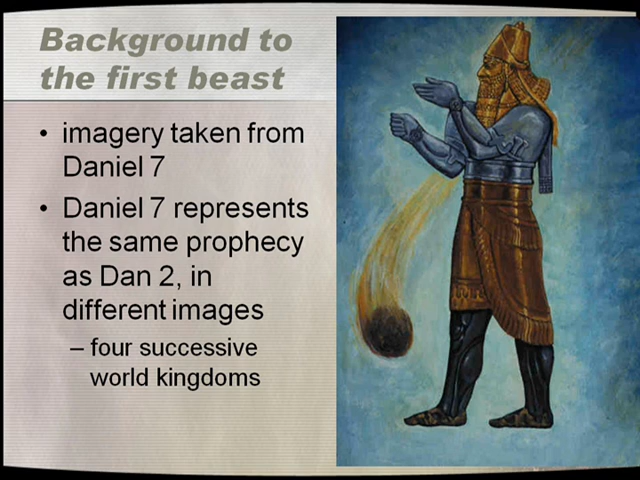 Background to
the first beast
• imagery taken from
Daniel 7
• Daniel 7 represents
the same prophecy
as Dan 2, in
different images
– four successive
world kingdoms